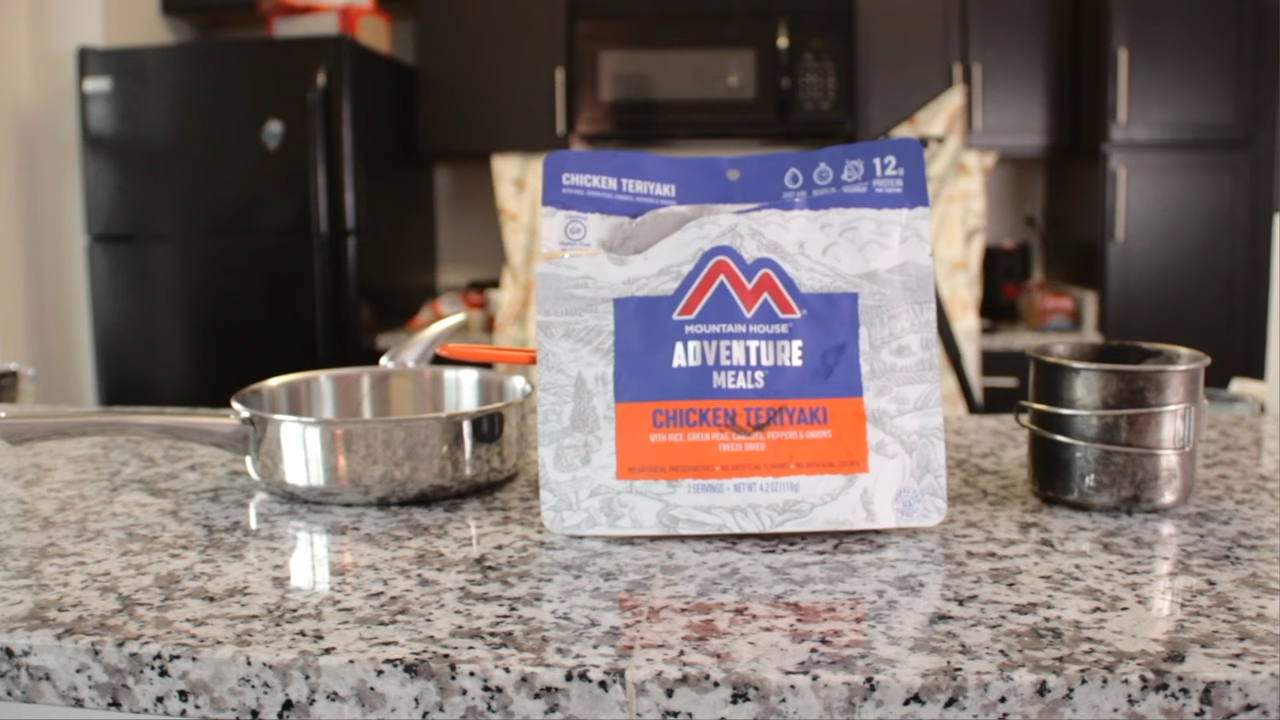 CHICKEN TERIYAKI
12g
PROTEIN
GF
MOUNTAIN HOUSE®
ADVENTURE
MEALS
CHICKEN TERIYAKI
WITH RICE, GREEN PEAS, CARROTS, PEPPERS & ONIONS
FREEZE DRIED
NO ARTIFICIAL PRESERVATIVES • NO ARTIFICIAL FLAVORS • NO ARTIFICIAL COLORS
2 SERVINGS • NET WT 4.2 OZ (119g)